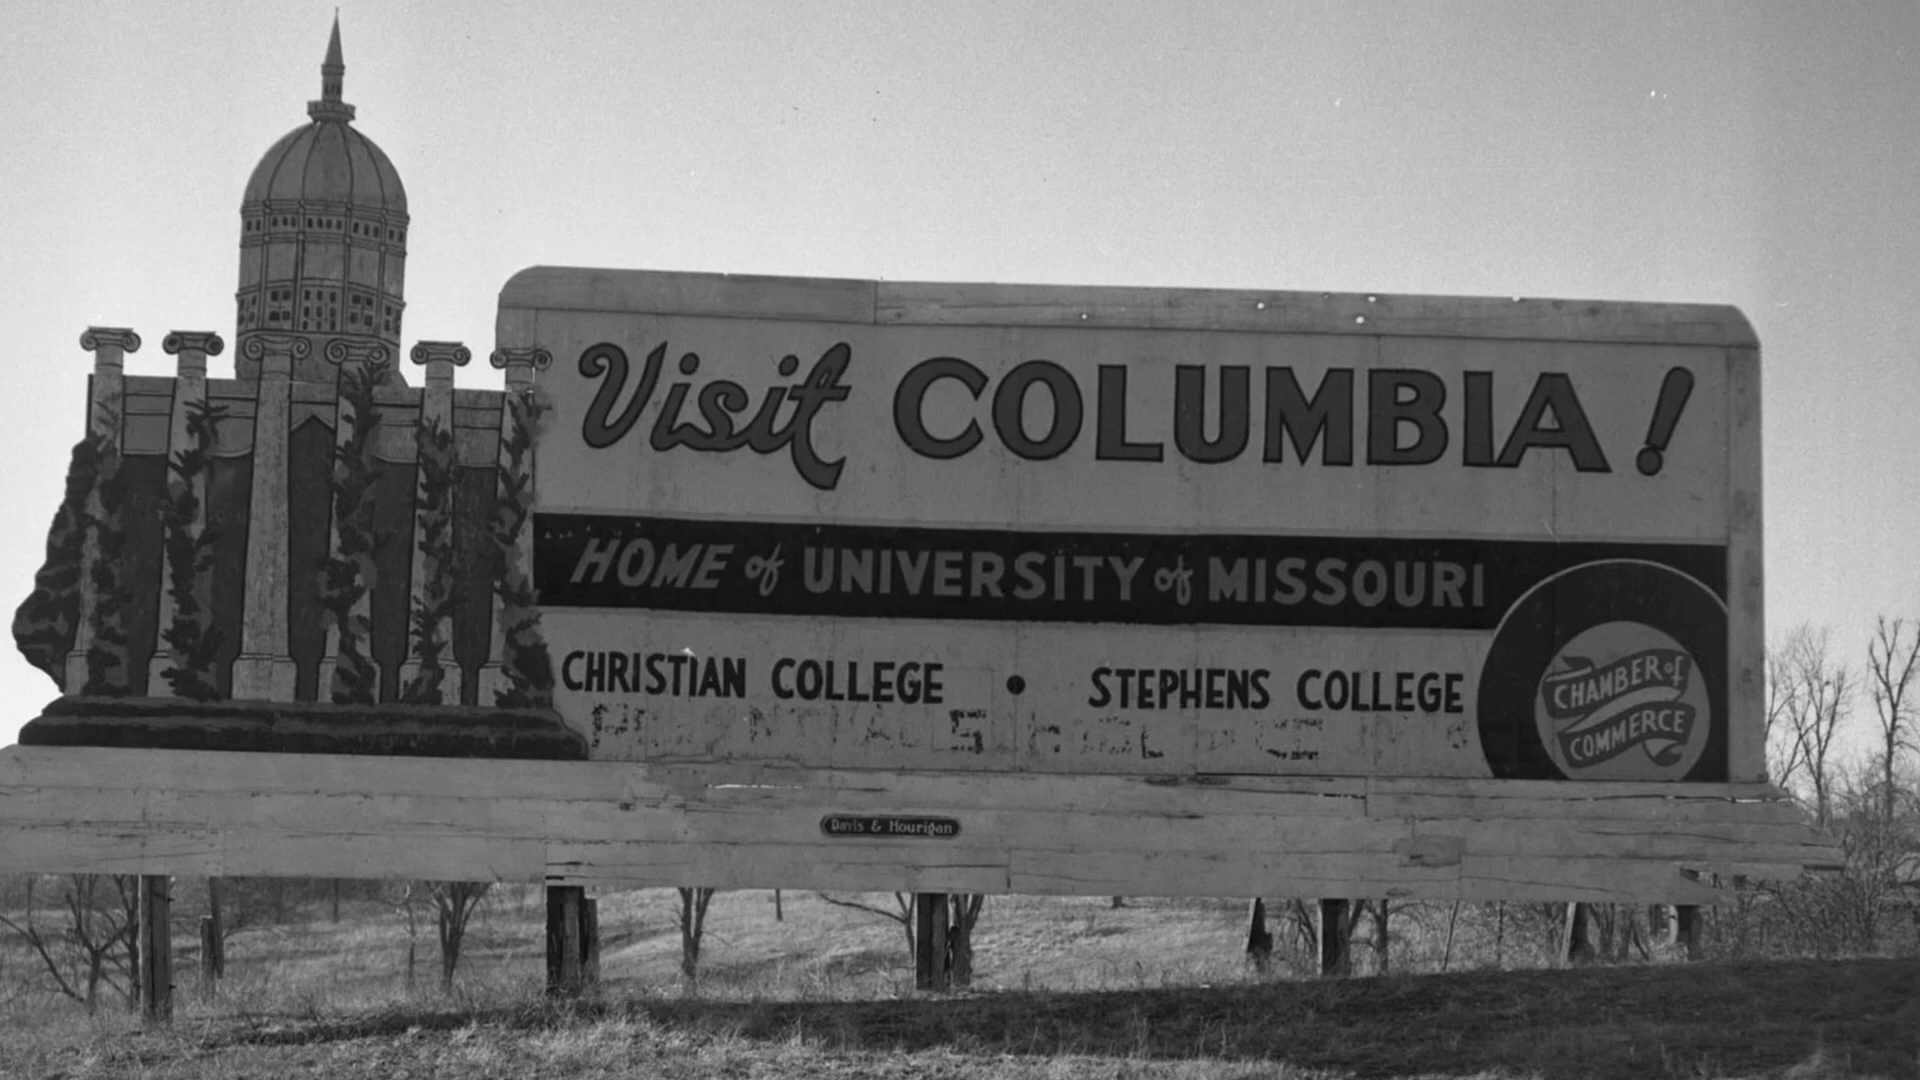 Visit COLUMBIA!
HOME of UNIVERSITY of MISSOURI
CHRISTIAN COLLEGE • STEPHENS COLLEGE
CHAMBER of
COMMERCE
Davis & Hourigan